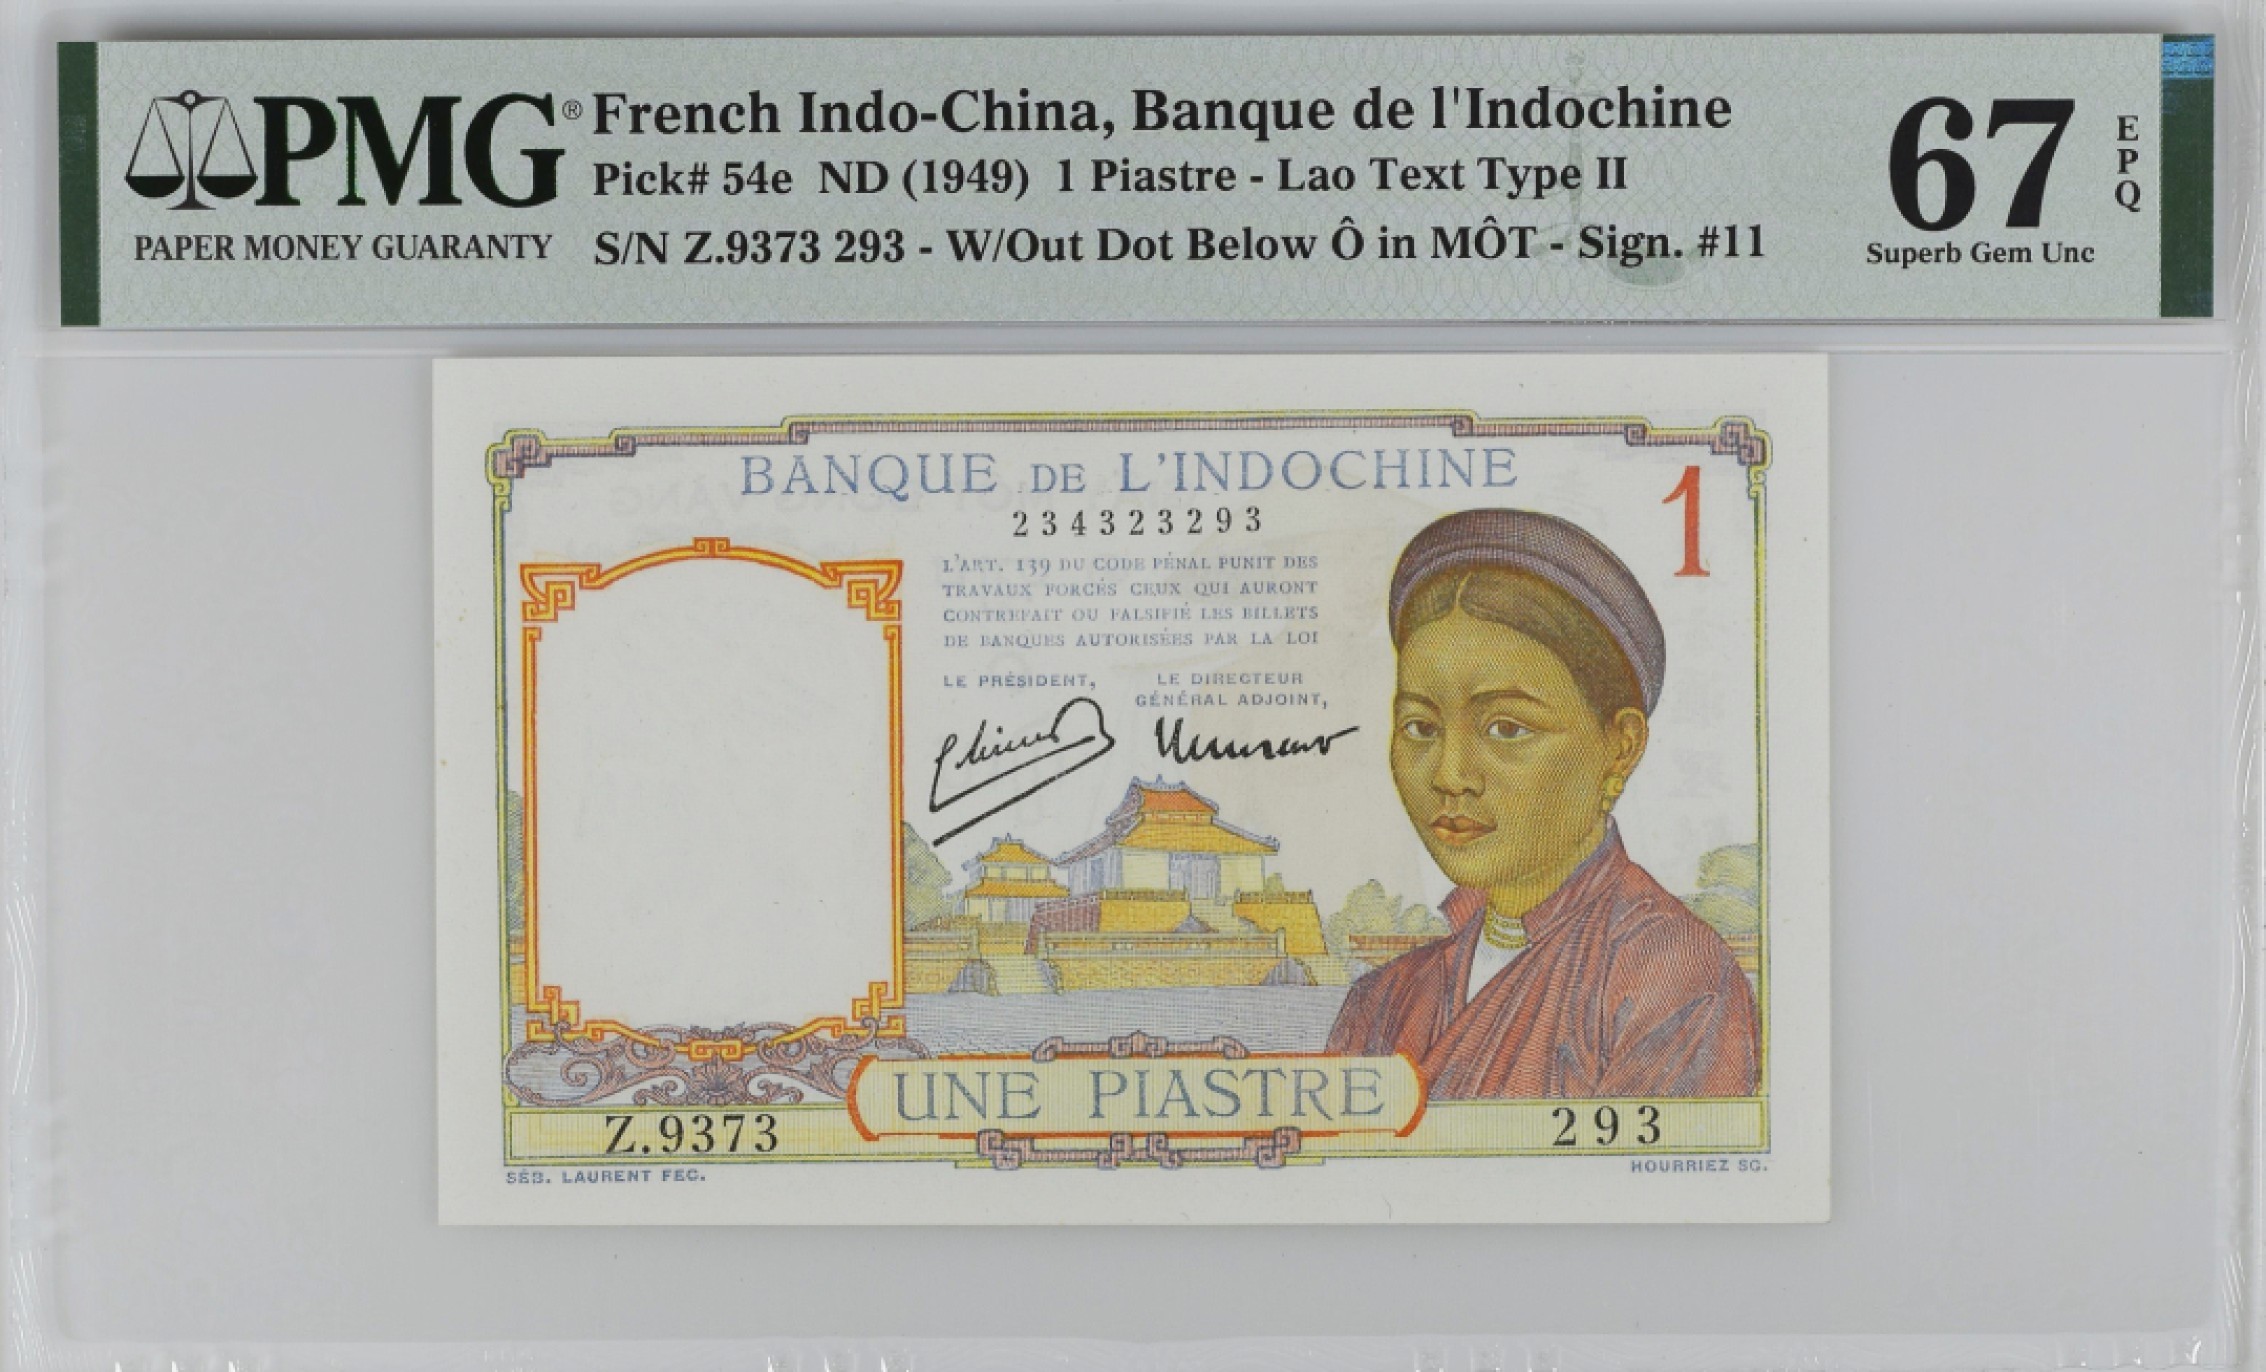 PMG®
PAPER MONEY GUARANTY
French Indo-China, Banque de l'Indochine
Pick# 54e ND (1949) 1 Piastre - Lao Text Type II
S/N Z.9373 293 - W/Out Dot Below Ô in MÔT - Sign. #11
67
EPQ
Superb Gem Unc
BANQUE DE L'INDOCHINE
1
234323293
L'ART. 139 DU CODE PÉNAL PUNIT DES
TRAVAUX FORCÉS CEUX QUI AURONT
CONTREFAIT OU FALSIFIÉ LES BILLETS
DE BANQUES AUTORISÉES PAR LA LOI
LE PRÉSIDENT,
LE DIRECTEUR
GÉNÉRAL ADJOINT,
UNE PIASTRE
Z.9373
293
SÉB. LAURENT FEC.
HOURRIEZ SC.